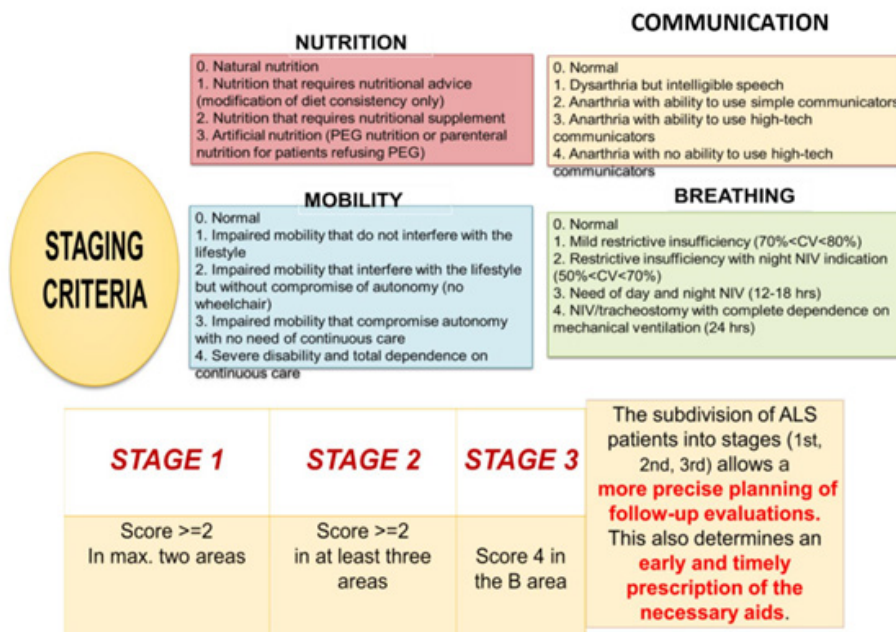 NUTRITION
0. Natural nutrition
1. Nutrition that requires nutritional advice
(modification of diet consistency only)
2. Nutrition that requires nutritional supplement
3. Artificial nutrition (PEG nutrition or parenteral
nutrition for patients refusing PEG)
COMMUNICATION
0. Normal
1. Dysarthria but intelligible speech
2. Anarthria with ability to use simple communicators
3. Anarthria with ability to use high-tech
communicators
4. Anarthria with no ability to use high-tech
communicators
STAGING
CRITERIA
MOBILITY
0. Normal
1. Impaired mobility that do not interfere with the
lifestyle
2. Impaired mobility that interfere with the lifestyle
but without compromise of autonomy (no
wheelchair)
3. Impaired mobility that compromise autonomy
with no need of continuous care
4. Severe disability and total dependence on
continuous care
BREATHING
0. Normal
1. Mild restrictive insufficiency (70%<CV<80%)
2. Restrictive insufficiency with night NIV indication
(50%<CV<70%)
3. Need of day and night NIV (12-18 hrs)
4. NIV/tracheostomy with complete dependence on
mechanical ventilation (24 hrs)
STAGE 1
STAGE 2
STAGE 3
Score >=2
In max. two areas
Score >=2
in at least three
areas
Score 4 in
the B area
The subdivision of ALS
patients into stages (1st,
2nd, 3rd) allows a
more precise planning of
follow-up evaluations.
This also determines an
early and timely
prescription of the
necessary aids.